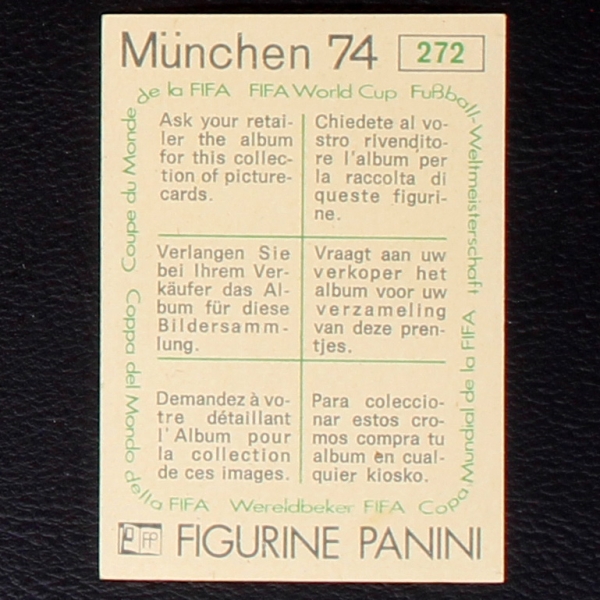 München 74 272
de la FIFA FIFA World Cup Fußball-Weltmeisterschaft
Ask your retai-
ler the album
for this collec-
tion of picture-
cards.
Chiedete al vo-
stro rivendito-
re l'album per
la raccolta di
queste figuri-
ne.
Verlangen Sie
bei Ihrem Ver-
käufer das Al-
bum für diese
Bildersamm-
lung.
Vraagt aan uw
verkoper het
album voor uw
verzameling
van deze pren-
tjes.
Demandez à vo-
tre détaillant
l'Album pour
la collection
de ces images.
Para coleccio-
nar estos cro-
mos compra tu
album en cual-
quier kiosko.
Copa Mundial de la FIFA
Wereldbeker FIFA
Coppa del Mondo della FIFA
Coupe du Monde
FP FIGURINE PANINI